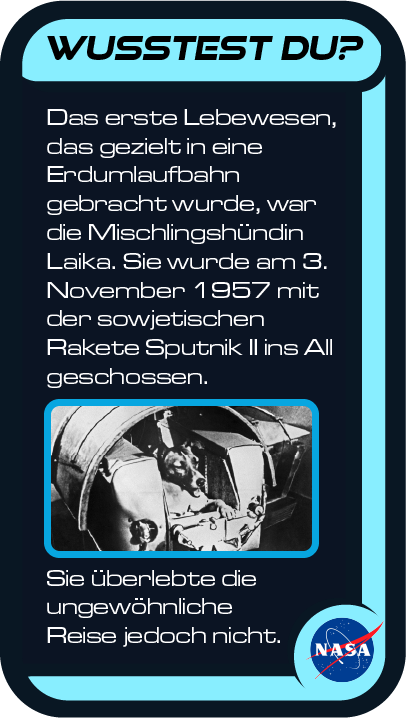 WUSSTEST DU?
Das erste Lebewesen,
das gezielt in eine
Erdumlaufbahn
gebracht wurde, war
die Mischlingshündin
Laika. Sie wurde am 3.
November 1957 mit
der sowjetischen
Rakete Sputnik II ins All
geschossen.
Sie überlebte die
ungewöhnliche
Reise jedoch nicht.
NASA